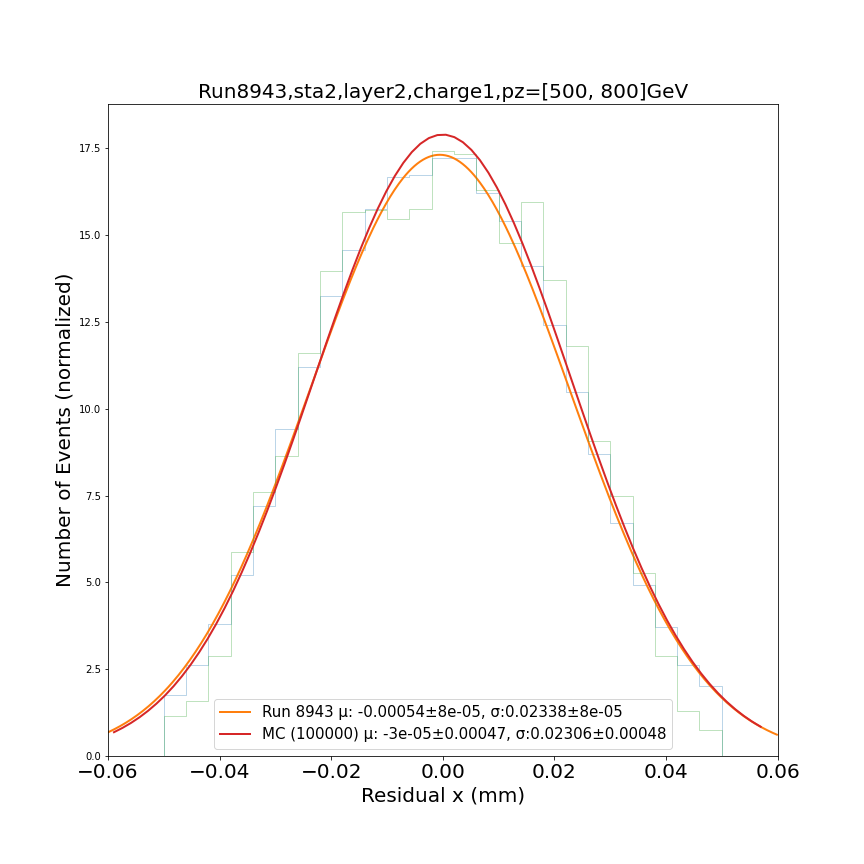 Run8943,sta2,layer2,charge1,pz=[500, 800]GeV
Number of Events (normalized)
17.5
15.0
12.5
10.0
7.5
5.0
2.5
0.0
Run 8943 μ: -0.00054±8e-05, σ:0.02338±8e-05
MC (100000) μ: -3e-05±0.00047, σ:0.02306±0.00048
−0.06 −0.04 −0.02 0.00 0.02 0.04 0.06
Residual x (mm)